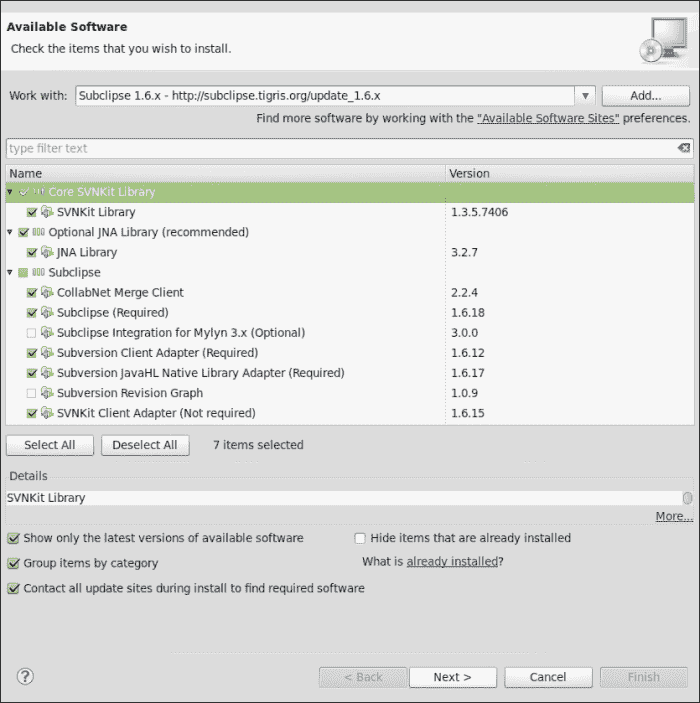 Available Software
Check the items that you wish to install.
Work with: Subclipse 1.6.x - http://subclipse.tigris.org/update_1.6.x Add...
Find more software by working with the "Available Software Sites" preferences.
type filter text
Name Version
Core SVNKit Library
SVNKit Library 1.3.5.7406
Optional JNA Library (recommended)
JNA Library 3.2.7
Subclipse
CollabNet Merge Client 2.2.4
Subclipse (Required) 1.6.18
Subclipse Integration for Mylyn 3.x (Optional) 3.0.0
Subversion Client Adapter (Required) 1.6.12
Subversion JavaHL Native Library Adapter (Required) 1.6.17
Subversion Revision Graph 1.0.9
SVNKit Client Adapter (Not required) 1.6.15
Select All Deselect All 7 items selected
Details
SVNKit Library
More...
Show only the latest versions of available software Hide items that are already installed
Group items by category What is already installed?
Contact all update sites during install to find required software
? < Back Next > Cancel Finish